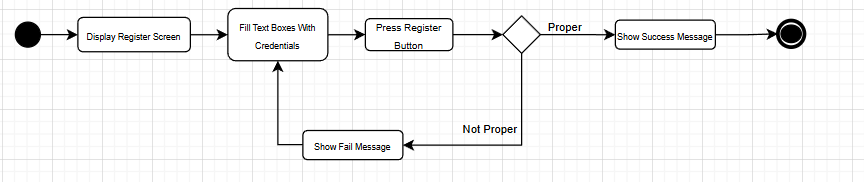 Display Register Screen
Fill Text Boxes With
Credentials
Press Register
Button
Proper
Show Success Message
Not Proper
Show Fail Message